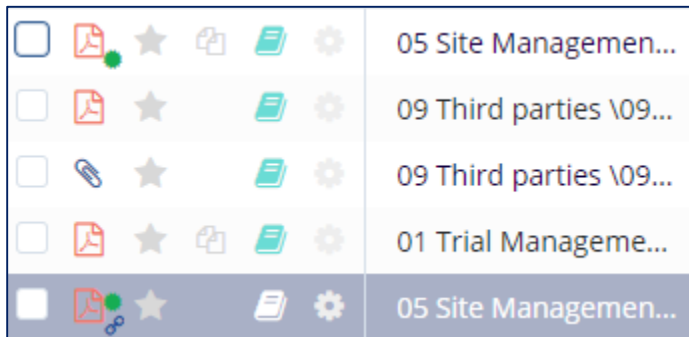 05 Site Managemen...
09 Third parties \09...
09 Third parties \09...
01 Trial Manageme...
05 Site Managemen...